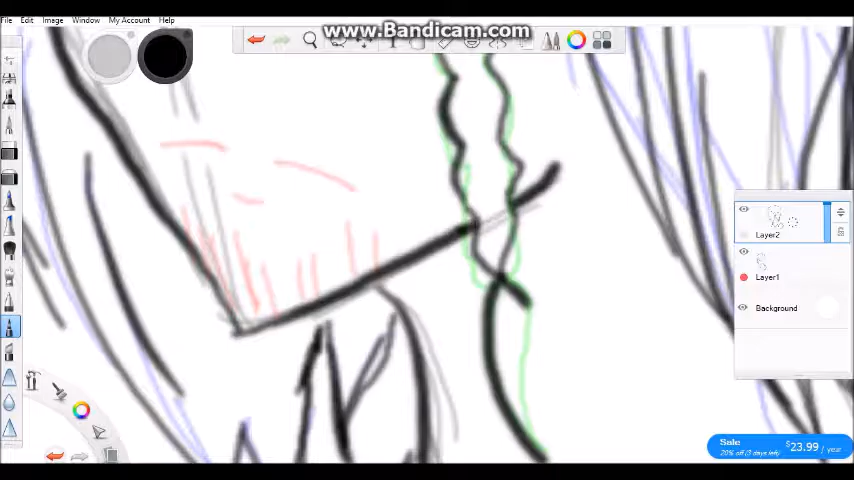 www.Bandicam.com
File Edit Image Window My Account Help
T
Layer2
Layer1
Background
Sale
20% off (3 days left)
$23.99 / year